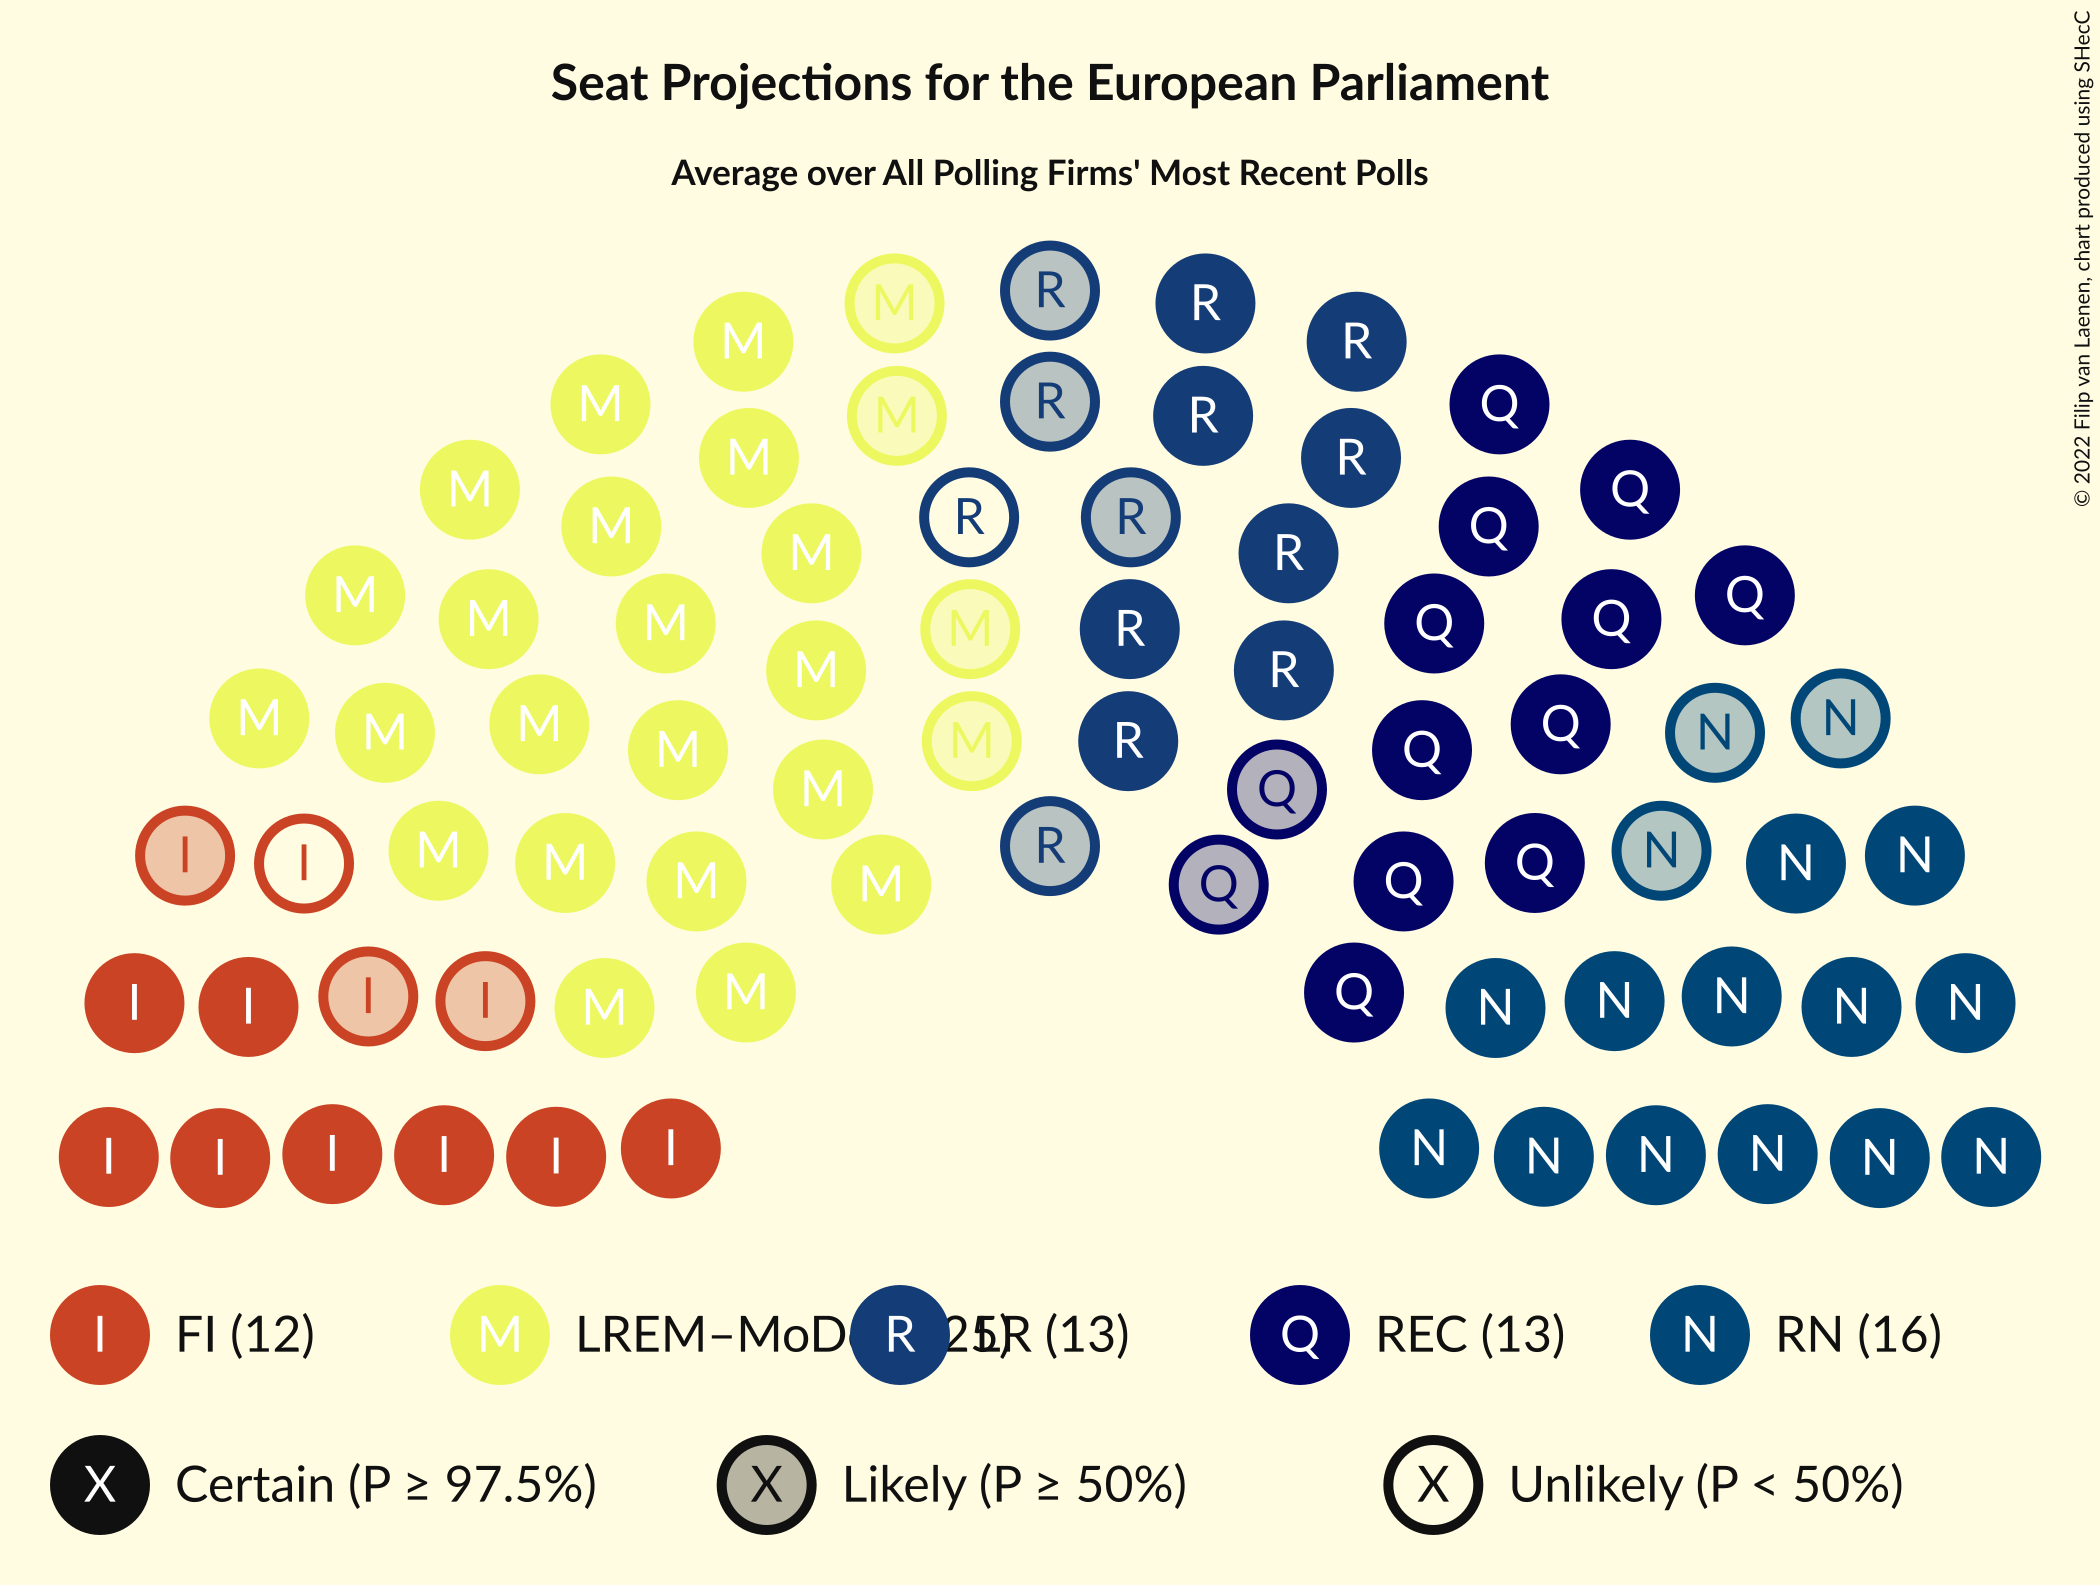 Seat Projections for the European Parliament
Average over All Polling Firms' Most Recent Polls
© 2022 Filip van Laenen, chart produced using SHecC
R
M R
M R
R
M Q
R
M R
M R
M Q
M Q
R R
M Q
M R
M Q
M Q
M Q
M R
M R
M N
M N
M Q
M R
M Q
M Q
R
M N
M Q
I N
I N
M Q
M Q
M Q
I N
I N
I N
I N
M N
I I I I I I N N N N N N
I FI (12) M LREM–MoD 25) R LR (13) Q REC (13) N RN (16)
X Certain (P ≥ 97.5%) X Likely (P ≥ 50%) X Unlikely (P < 50%)